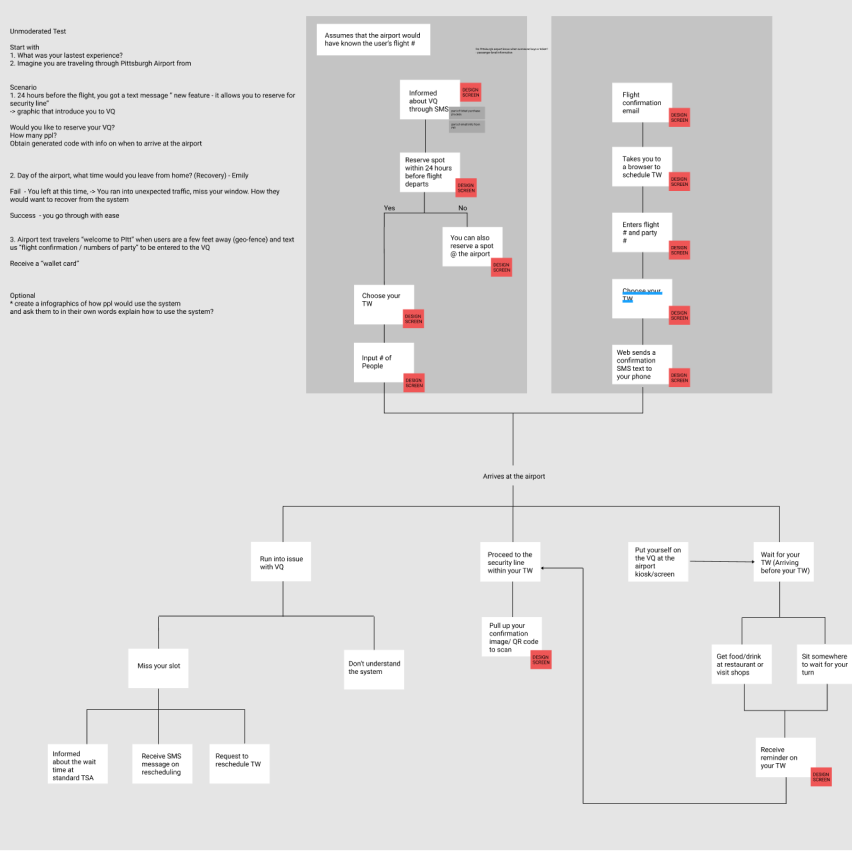 Unmoderated Test
Start with
1. What was your lastest experience?
2. Imagine you are traveling through Pittsburgh Airport from
Scenario
1. 24 hours before the flight, you got a text message “ new feature - it allows you to reserve for
security line”
-> graphic that introduce you to VQ
Would you like to reserve your VQ?
How many ppl?
Obtain generated code with info on when to arrive at the airport
2. Day of the airport, what time would you leave from home? (Recovery) - Emily
Fail - You left at this time, -> You ran into unexpected traffic, miss your window. How they
would want to recover from the system
Success - you go through with ease
3. Airport text travelers “welcome to PItt” when users are a few feet away (geo-fence) and text
us “flight confirmation / numbers of party” to be entered to the VQ
Receive a “wallet card”
Optional
* create a infographics of how ppl would use the system
and ask them to in their own words explain how to use the system?
Assumes that the airport would
have known the user's flight #
Informed
about VQ
through SMS
DESIGN
SCREEN
Reserve spot
within 24 hours
before flight
departs
DESIGN
SCREEN
Yes
No
You can also
reserve a spot
@ the airport
DESIGN
SCREEN
Choose your
TW
DESIGN
SCREEN
Input # of
People
DESIGN
SCREEN
Flight
confirmation
email
DESIGN
SCREEN
Takes you to
a browser to
schedule TW
DESIGN
SCREEN
Enters flight
# and party
#
DESIGN
SCREEN
Choose your
TW
DESIGN
SCREEN
Web sends a
confirmation
SMS text to
your phone
DESIGN
SCREEN
Arrives at the airport
Run into issue
with VQ
Proceed to the
security line
within your TW
Put yourself on
the VQ at the
airport
kiosk/screen
Wait for your
TW (Arriving
before your TW)
Pull up your
confirmation
image/ QR code
to scan
DESIGN
SCREEN
Miss your slot
Don't understand
the system
Get food/drink
at restaurant or
visit shops
Sit somewhere
to wait for your
turn
Informed
about the wait
time at
standard TSA
Receive SMS
message on
rescheduling
Request to
reschedule TW
Receive
reminder on
your TW
DESIGN
SCREEN